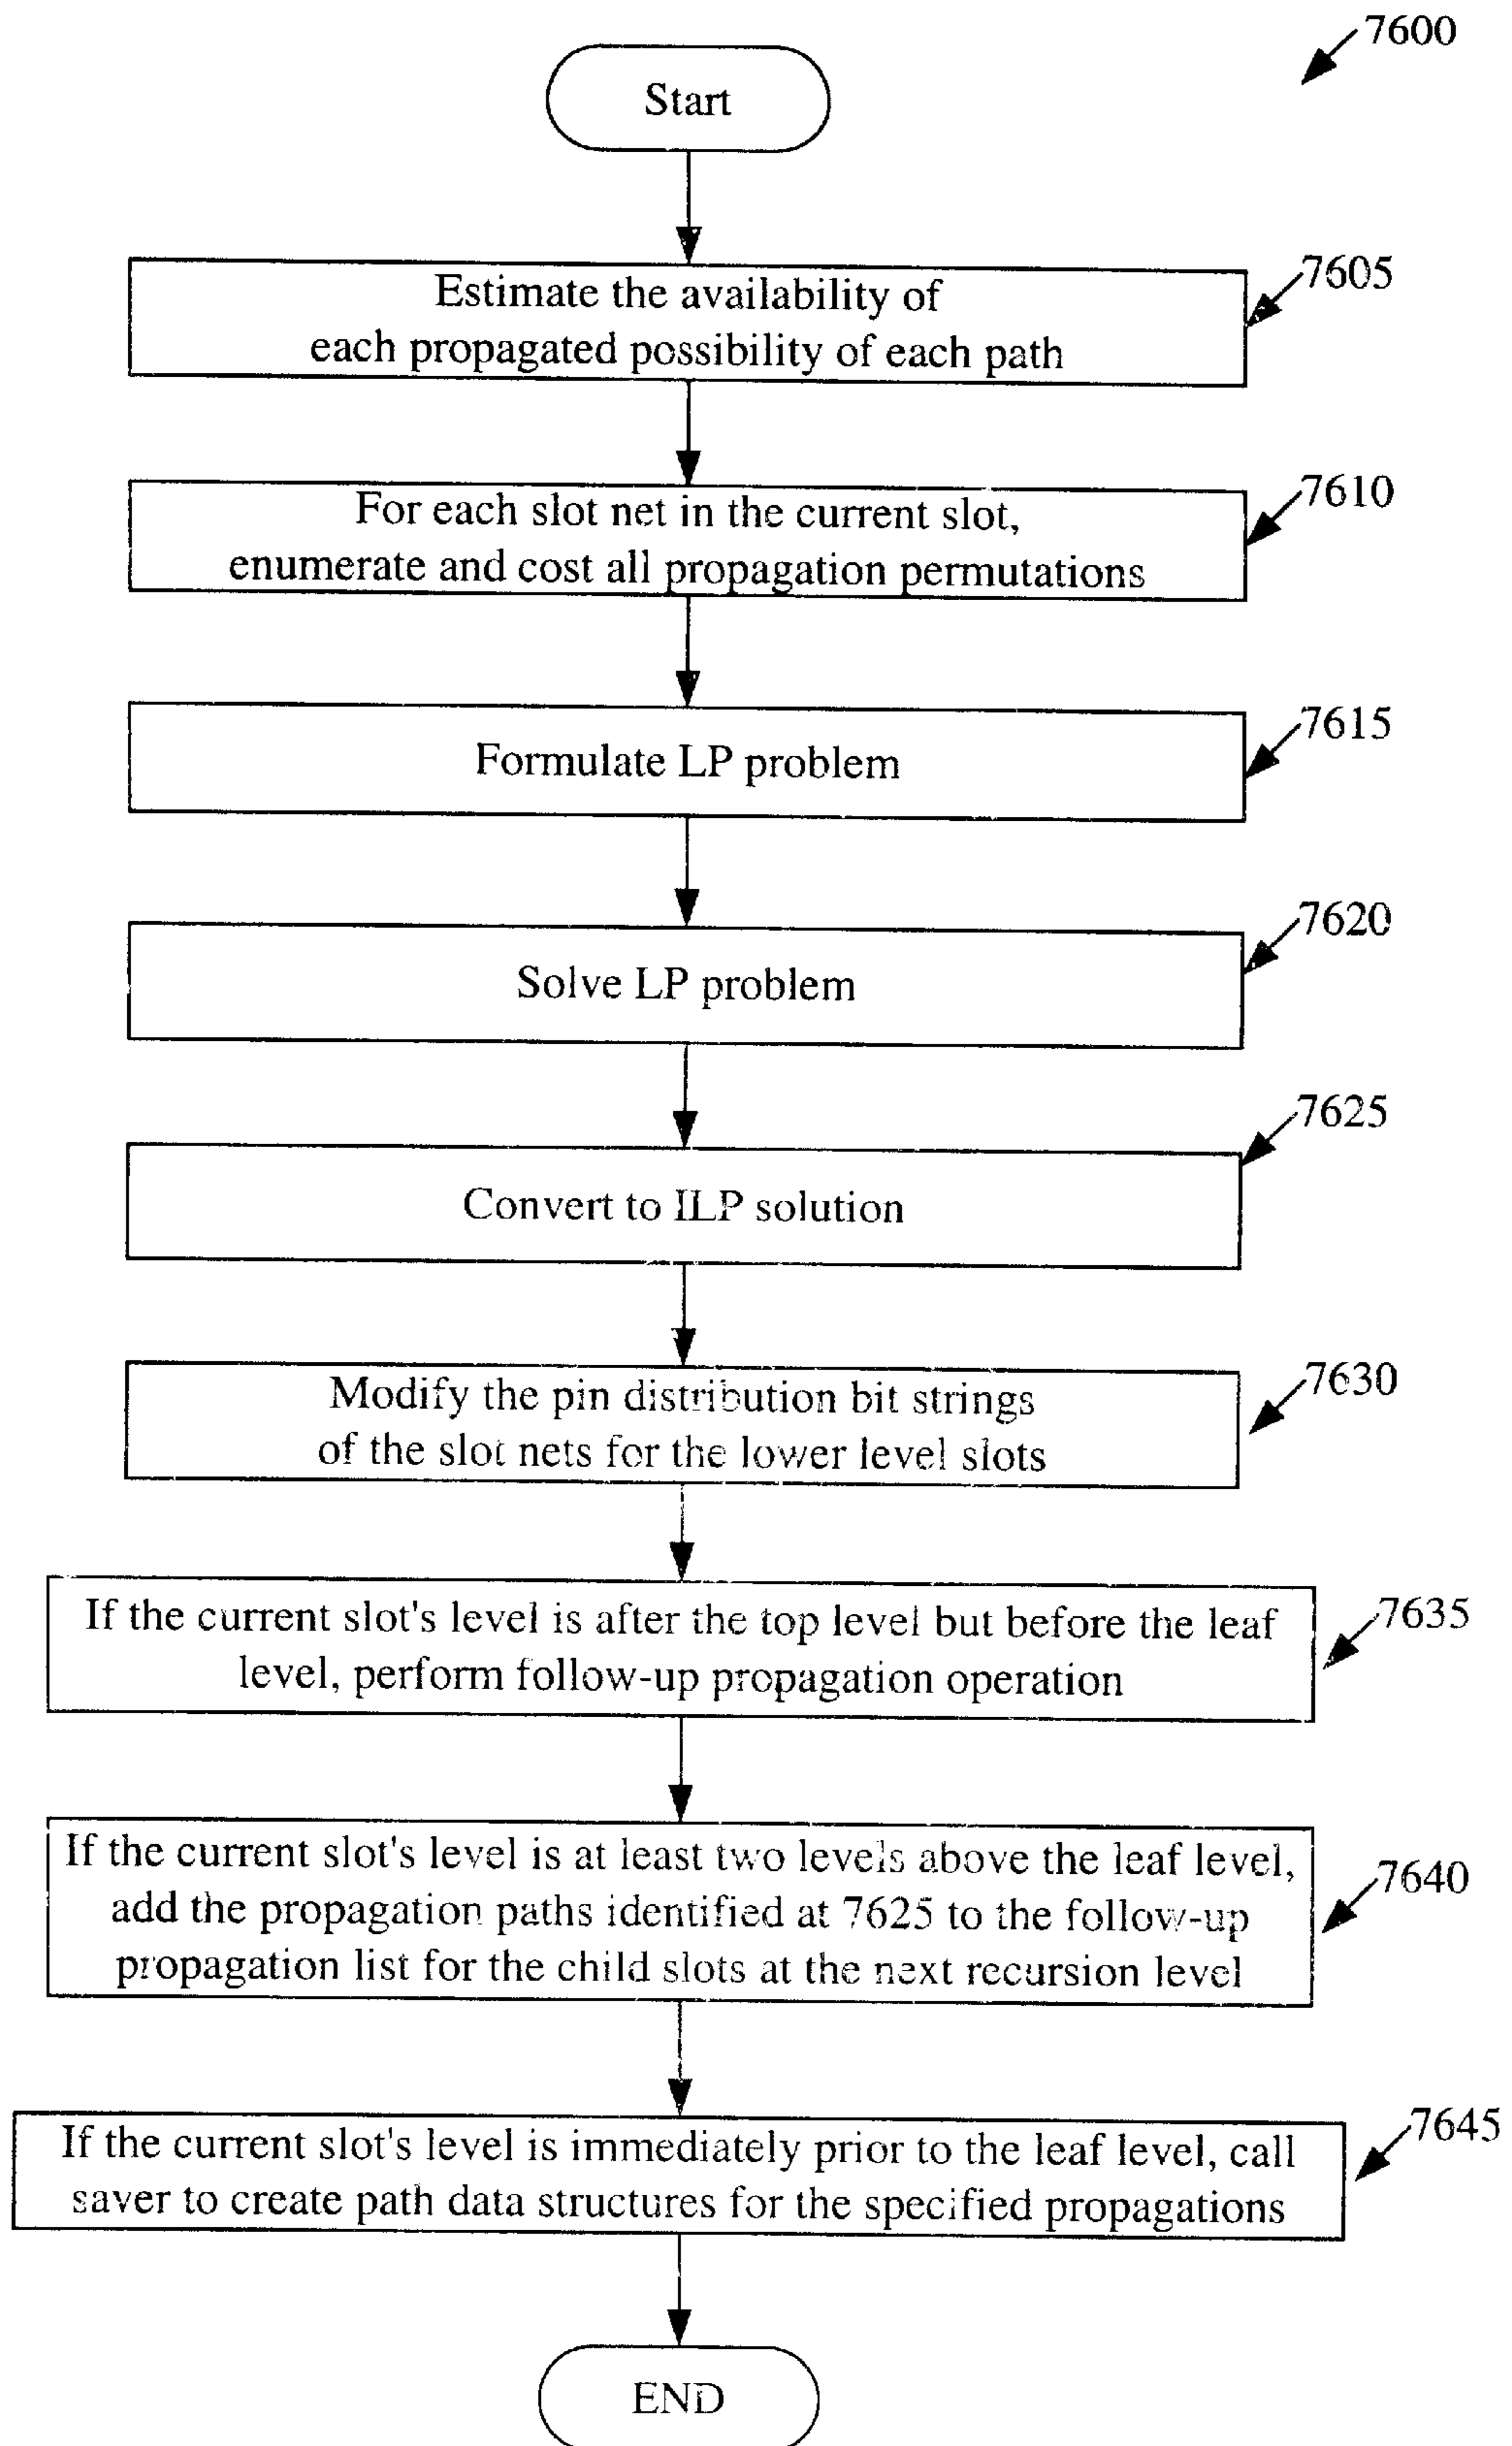 7600
Start
7605
Estimate the availability of
each propagated possibility of each path
7610
For each slot net in the current slot,
enumerate and cost all propagation permutations
7615
Formulate LP problem
7620
Solve LP problem
7625
Convert to ILP solution
7630
Modify the pin distribution bit strings
of the slot nets for the lower level slots
7635
If the current slot's level is after the top level but before the leaf
level, perform follow-up propagation operation
7640
If the current slot's level is at least two levels above the leaf level,
add the propagation paths identified at 7625 to the follow-up
propagation list for the child slots at the next recursion level
7645
If the current slot's level is immediately prior to the leaf level, call
saver to create path data structures for the specified propagations
END